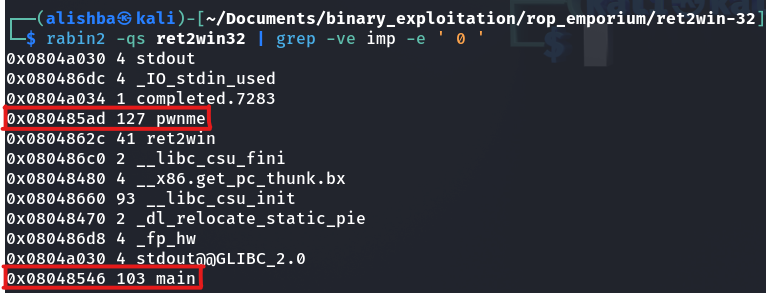 ┌──(alishba㉿kali)-[~/Documents/binary_exploitation/rop_emporium/ret2win-32]
└─$ rabin2 -qs ret2win32 | grep -ve imp -e ' 0 '
0x0804a030 4 stdout
0x080486dc 4 _IO_stdin_used
0x0804a034 1 completed.7283
0x080485ad 127 pwnme
0x0804862c 41 ret2win
0x080486c0 2 __libc_csu_fini
0x08048480 4 __x86.get_pc_thunk.bx
0x08048660 93 __libc_csu_init
0x08048470 2 _dl_relocate_static_pie
0x080486d8 4 _fp_hw
0x0804a030 4 stdout@@GLIBC_2.0
0x08048546 103 main